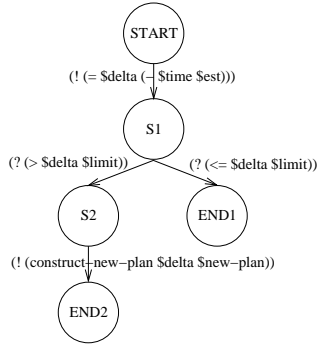 START
(! (= $delta (− $time $est)))
S1
(? (> $delta $limit)) (? (<= $delta $limit))
S2 END1
(! (construct−new−plan $delta $new−plan))
END2